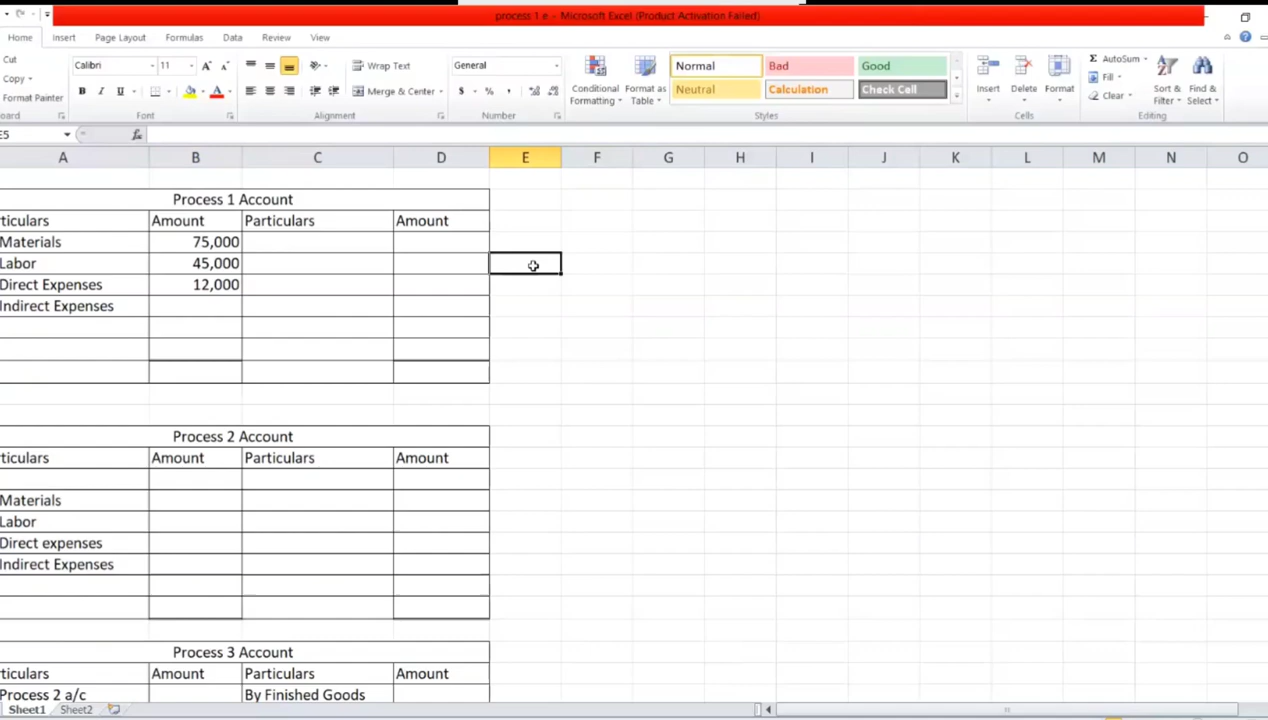 process 1 e - Microsoft Excel (Product Activation Failed)
Home Insert Page Layout Formulas Data Review View
Cut
Copy
Format Painter
Calibri 11
Wrap Text
Merge & Center
General
Conditional Formatting
Format as Table
Normal Bad Good
Neutral Calculation Check Cell
Insert Delete Format
AutoSum
Fill
Clear
Sort & Filter
Find & Select
oard Font Alignment Number Styles Cells Editing
E5 fx
A B C D E F G H I J K L M N O
Process 1 Account
rticulars Amount Particulars Amount
Materials 75,000
Labor 45,000
Direct Expenses 12,000
Indirect Expenses
Process 2 Account
rticulars Amount Particulars Amount
Materials
Labor
Direct expenses
Indirect Expenses
Process 3 Account
rticulars Amount Particulars Amount
Process 2 a/c By Finished Goods
Sheet1 Sheet2